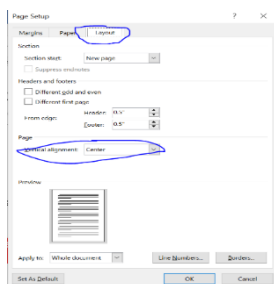 Page Setup ? ×
Margins Paper Layout
Section
Section start: New page
Suppress endnotes
Headers and footers
Different odd and even
Different first page
Header: 0.5"
From edge:
Footer: 0.5"
Page
Vertical alignment: Center
Preview
Apply to: Whole document Line Numbers... Borders...
Set As Default OK Cancel